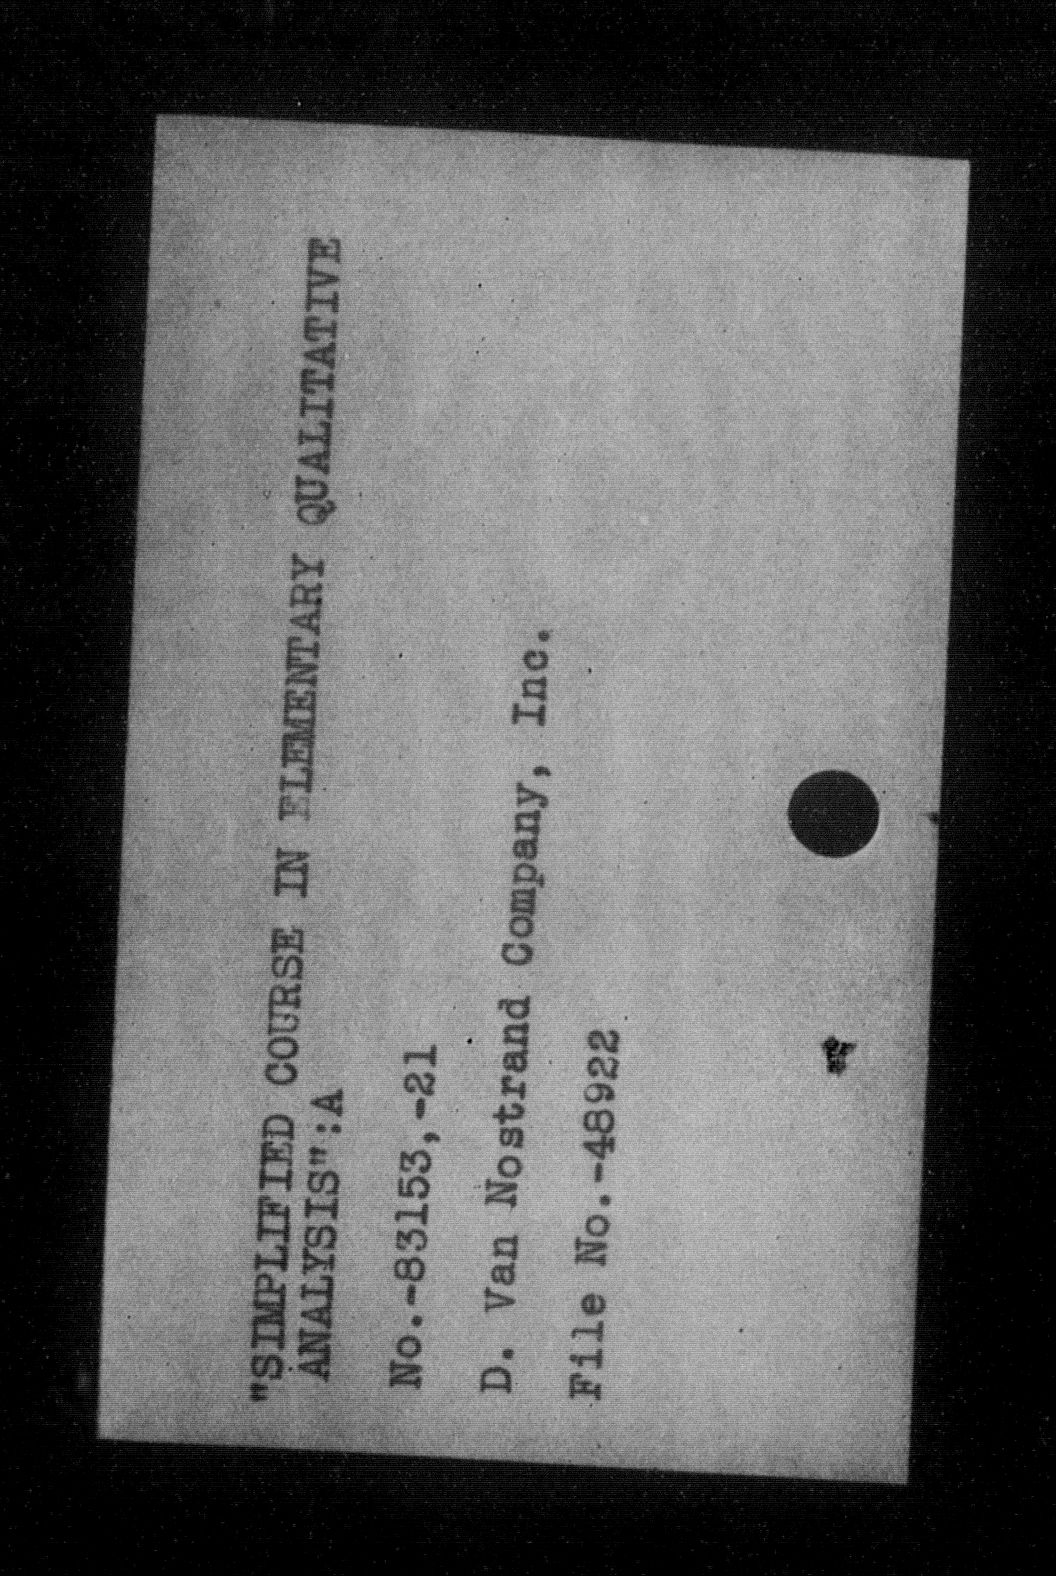 "SIMPLIFIED COURSE IN ELEMENTARY QUALITATIVE
ANALYSIS":A
No.-83153,-21
D. Van Nostrand Company, Inc.
File No.-48922